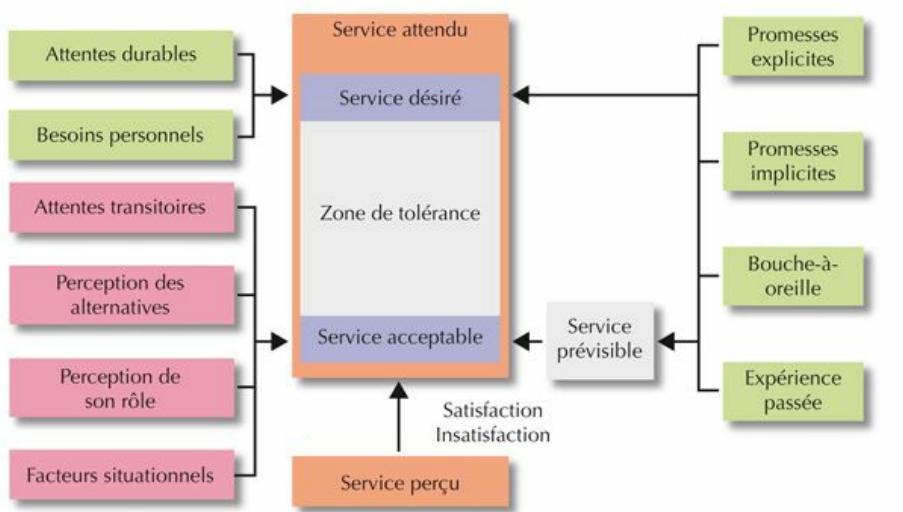 Attentes durables
Besoins personnels
Attentes transitoires
Perception des
alternatives
Perception de
son rôle
Facteurs situationnels
Service attendu
Service désiré
Zone de tolérance
Service acceptable
Satisfaction
Insatisfaction
Service perçu
Service
prévisible
Promesses
explicites
Promesses
implicites
Bouche-à-
oreille
Expérience
passée